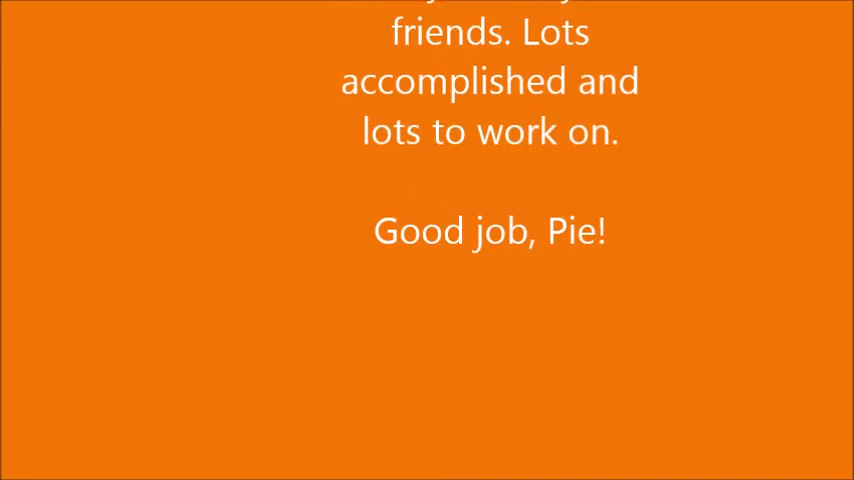 friends. Lots
accomplished and
lots to work on.
Good job, Pie!